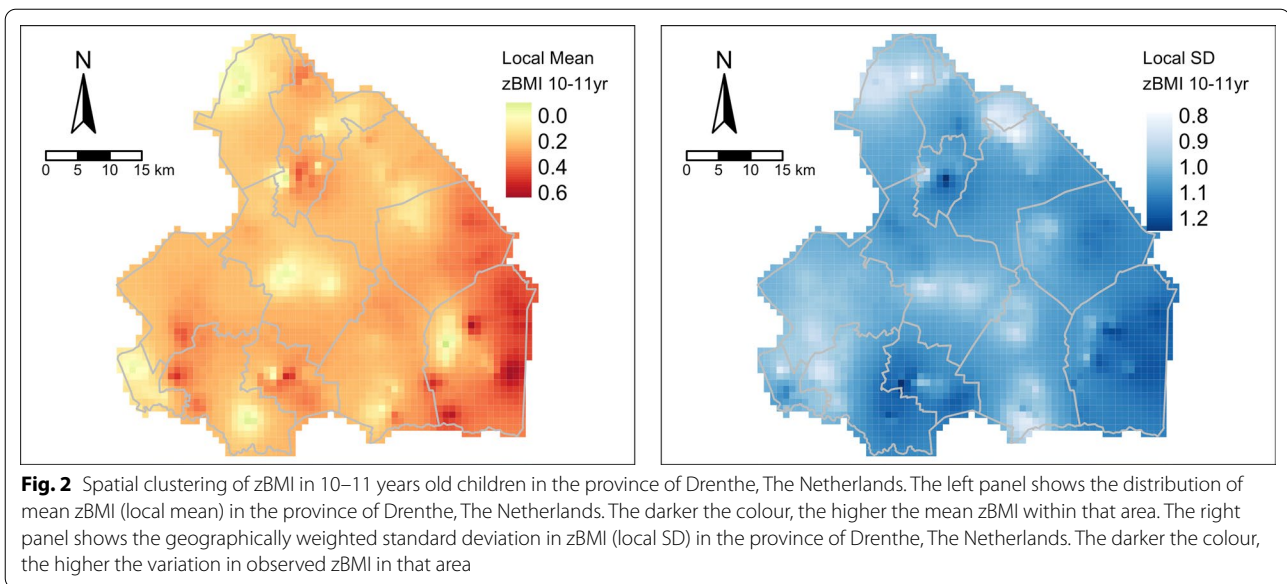 N
0 5 10 15 km
Local Mean
zBMI 10-11yr
0.0
0.2
0.4
0.6
N
0 5 10 15 km
Local SD
zBMI 10-11yr
0.8
0.9
1.0
1.1
1.2
Fig. 2 Spatial clustering of zBMI in 10–11 years old children in the province of Drenthe, The Netherlands. The left panel shows the distribution of
mean zBMI (local mean) in the province of Drenthe, The Netherlands. The darker the colour, the higher the mean zBMI within that area. The right
panel shows the geographically weighted standard deviation in zBMI (local SD) in the province of Drenthe, The Netherlands. The darker the colour,
the higher the variation in observed zBMI in that area